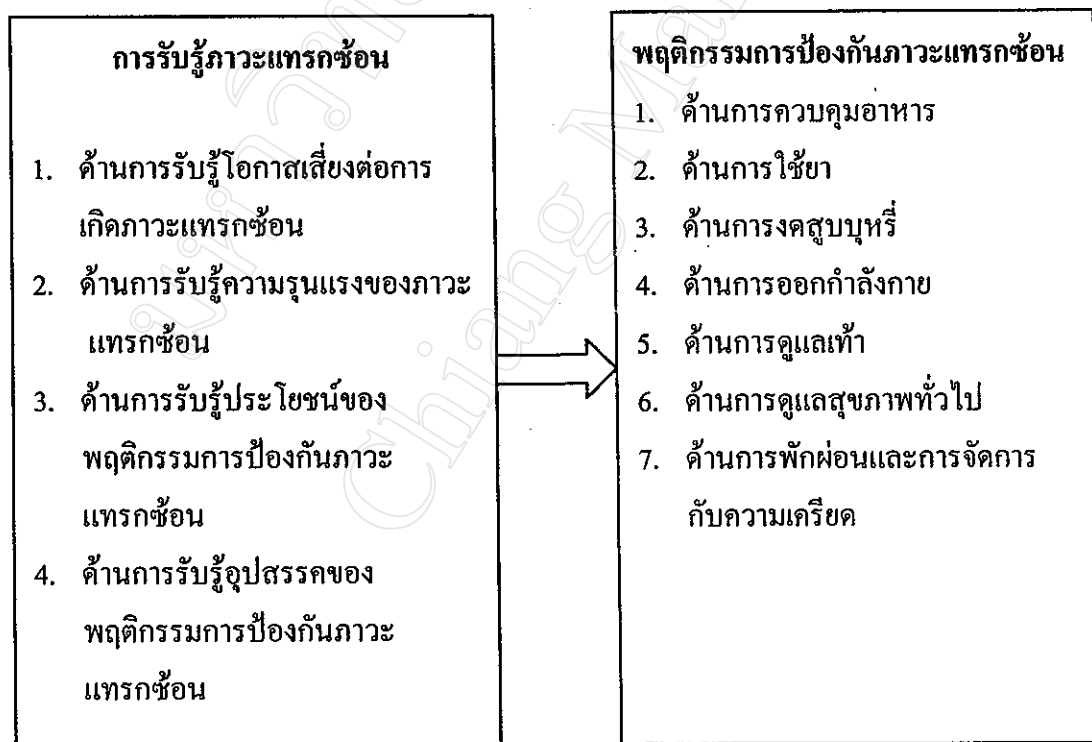 การรับรู้ภาวะแทรกซ้อน
1. ด้านการรับรู้โอกาสเสี่ยงต่อการ
เกิดภาวะแทรกซ้อน
2. ด้านการรับรู้ความรุนแรงของภาวะ
แทรกซ้อน
3. ด้านการรับรู้ประโยชน์ของ
พฤติกรรมการป้องกันภาวะ
แทรกซ้อน
4. ด้านการรับรู้อุปสรรคของ
พฤติกรรมการป้องกันภาวะ
แทรกซ้อน
พฤติกรรมการป้องกันภาวะแทรกซ้อน
1. ด้านการควบคุมอาหาร
2. ด้านการใช้ยา
3. ด้านการงดสูบบุหรี่
4. ด้านการออกกำลังกาย
5. ด้านการดูแลเท้า
6. ด้านการดูแลสุขภาพทั่วไป
7. ด้านการพักผ่อนและการจัดการ
กับความเครียด
Chiang